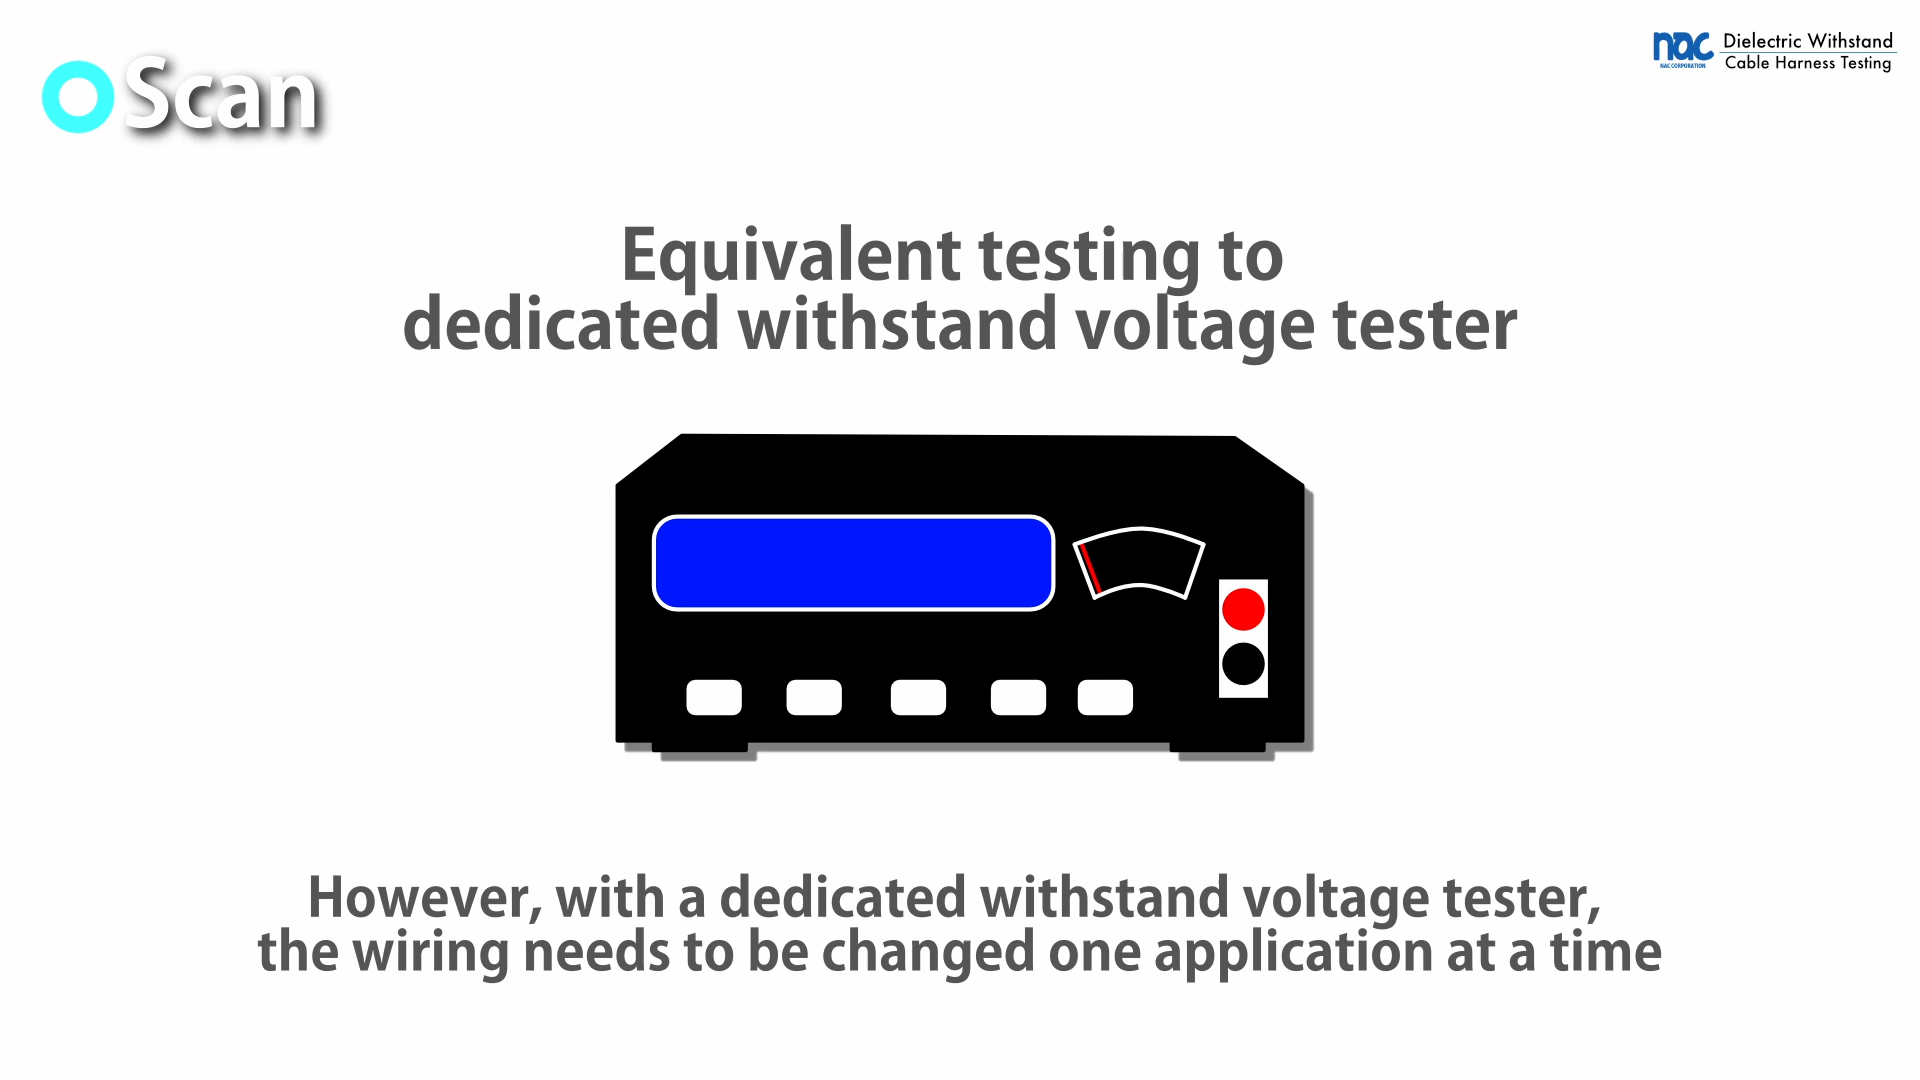 Scan
nac
NAC CORPORATION
Dielectric Withstand
Cable Harness Testing
Equivalent testing to
dedicated withstand voltage tester
However, with a dedicated withstand voltage tester,
the wiring needs to be changed one application at a time